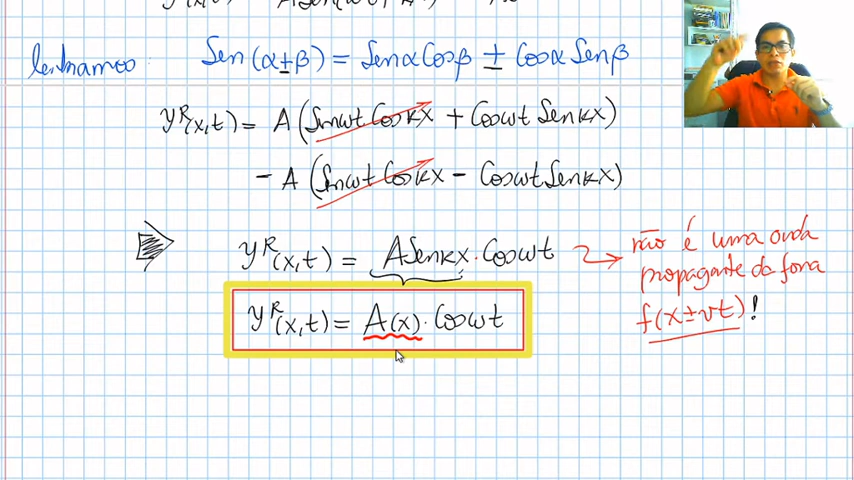 lembramos: Sen(α±β) = Senα Cosβ ± Cosα Senβ
y^R(x,t) = A(Senωt CosKX + Cosωt SenKX)
- A(Senωt CosKX - Cosωt SenKX)
y^R(x,t) = ASenKX · Cosωt
não é uma onda
propagante da forma
f(x±vt)!
y^R(x,t) = A(x) · Cosωt